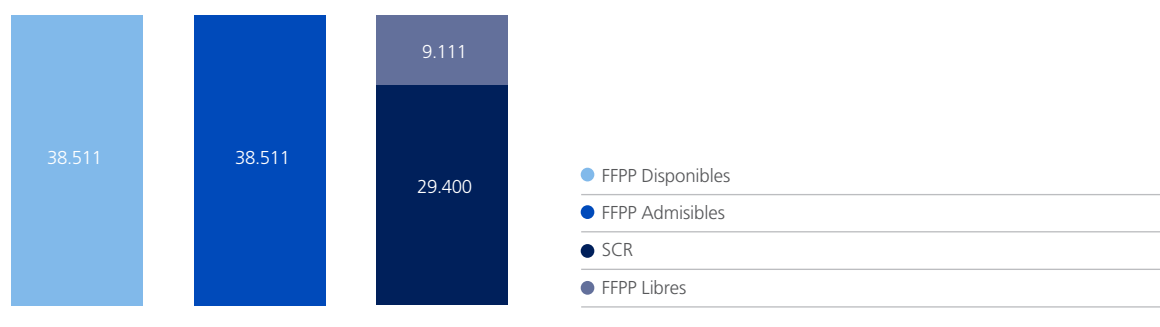 9.111
38.511
38.511
29.400
FFPP Disponibles
FFPP Admisibles
SCR
FFPP Libres